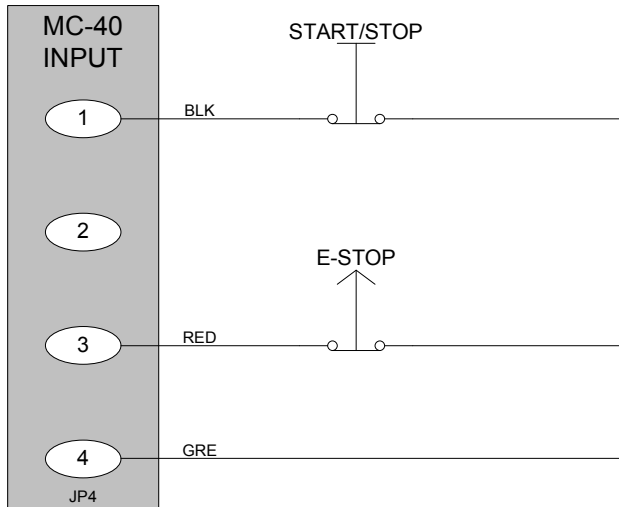 MC-40
INPUT
START/STOP
1
BLK
2
E-STOP
3
RED
4
GRE
JP4